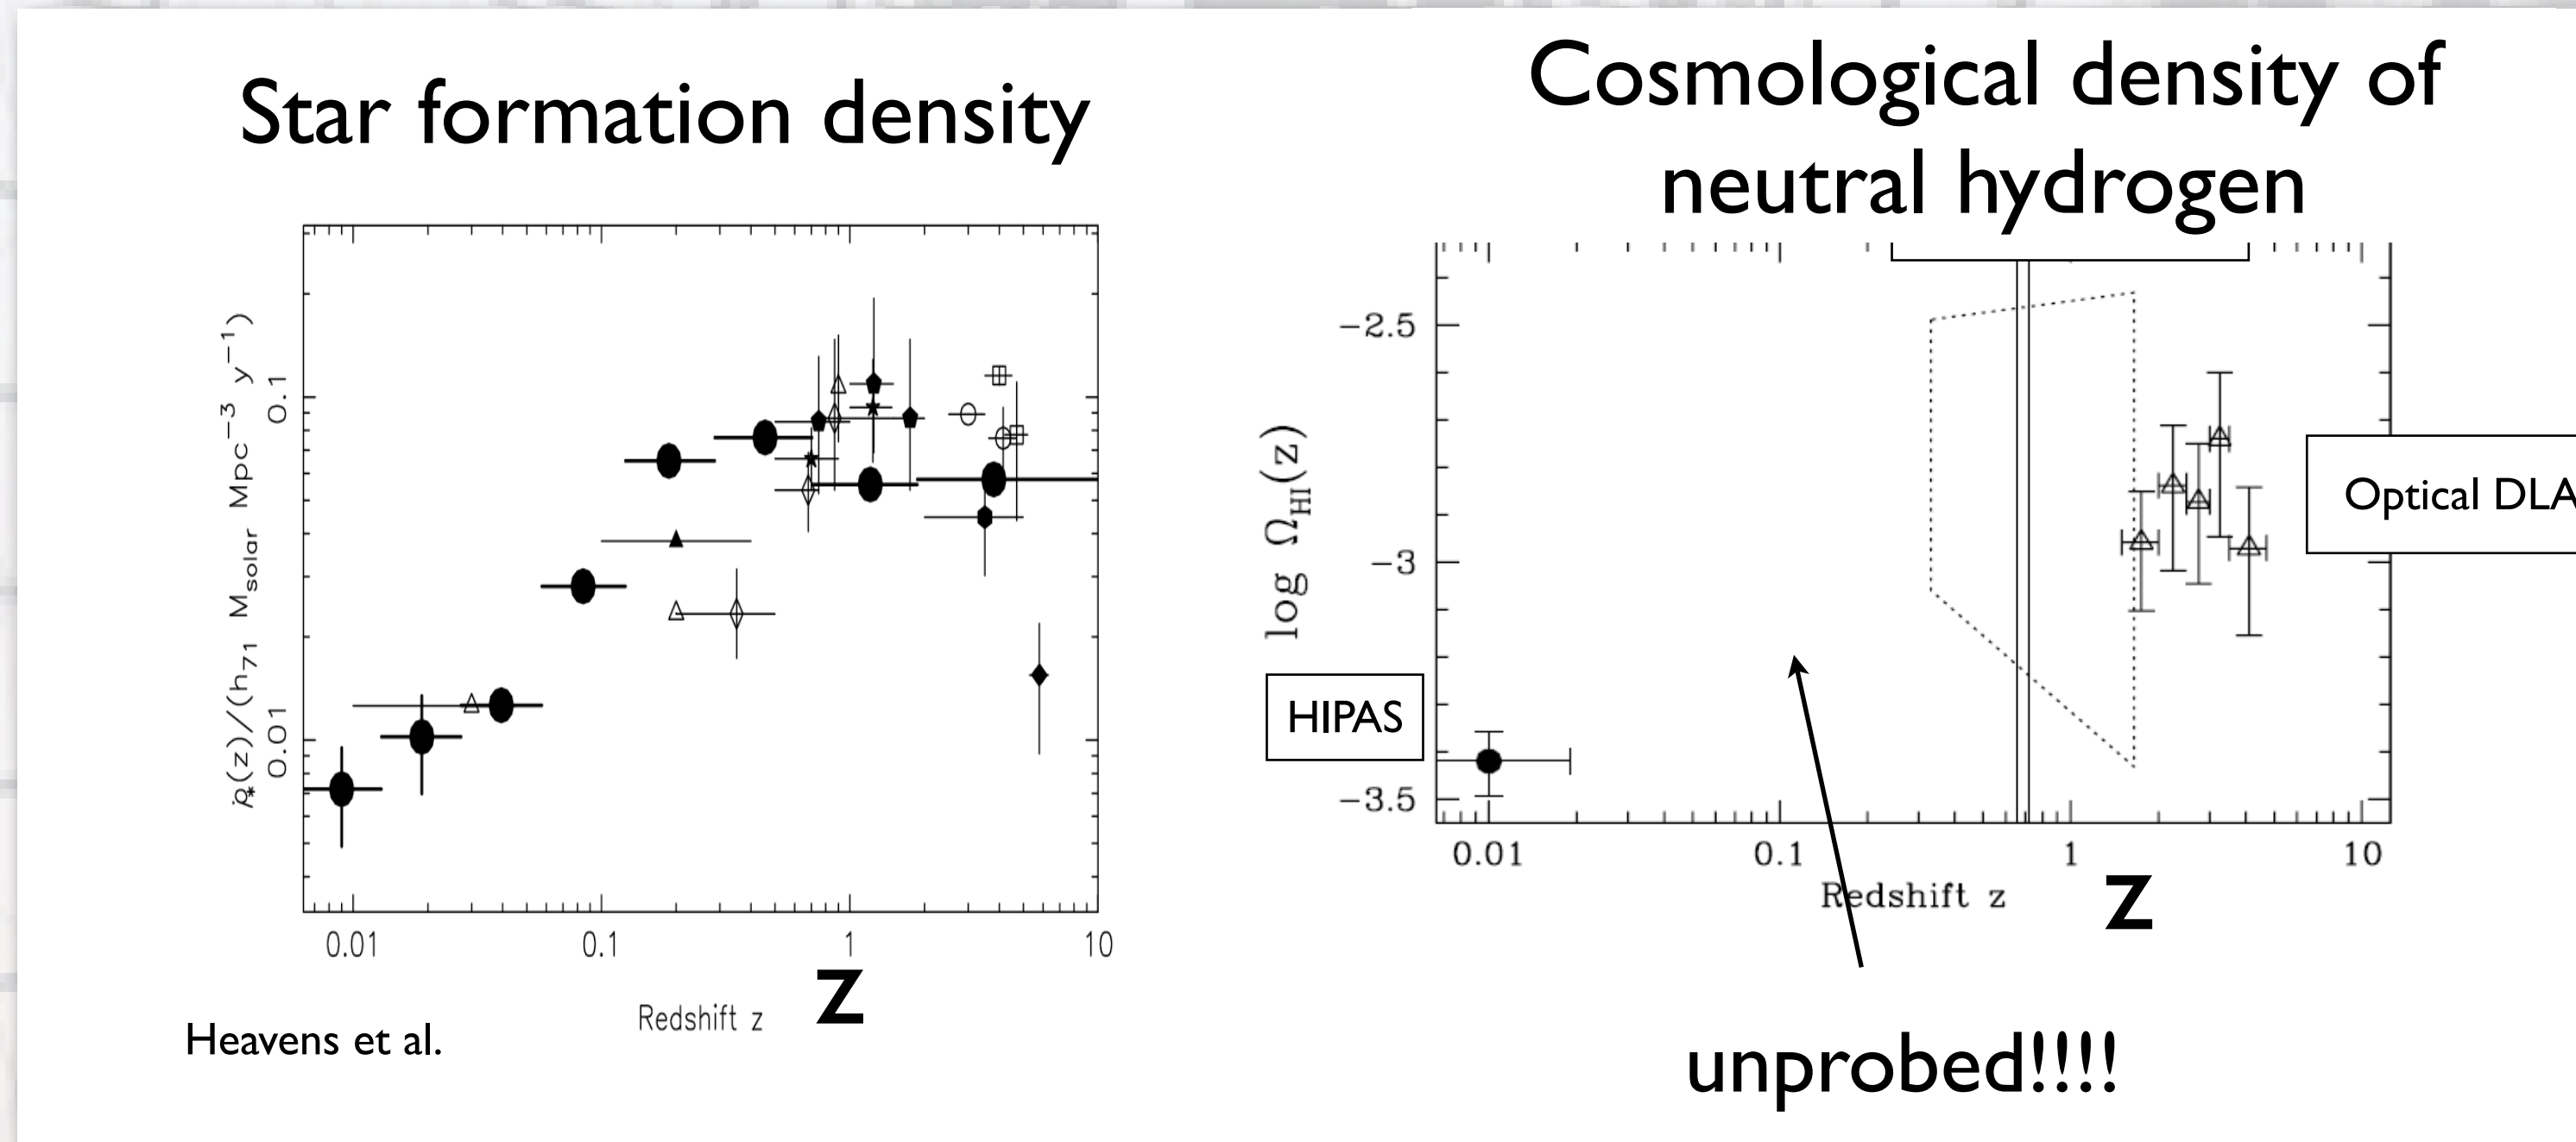 Star formation density
ρ̇*(z)/(h71 Msolar Mpc−3 y−1)
0.1
0.01
0.01 0.1 1 10
Redshift z
z
Heavens et al.
Cosmological density of
neutral hydrogen
log ΩHI(z)
−2.5
−3
−3.5
HIPAS
Optical DLA
0.01 0.1 1 10
Redshift z
z
unprobed!!!!